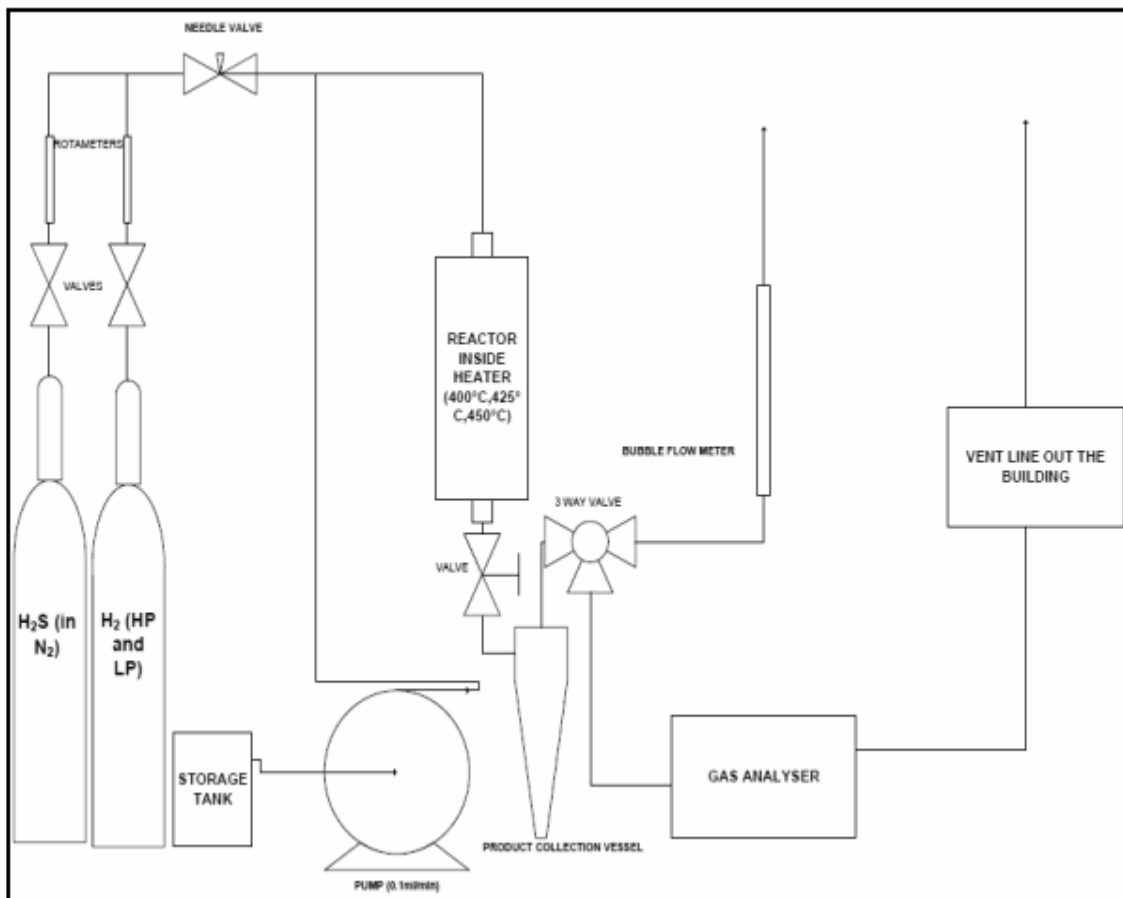 NEEDLE VALVE
ROTAMETERS
VALVES
REACTOR
INSIDE
HEATER
(400°C,425°
C,450°C)
BUBBLE FLOW METER
VENT LINE OUT THE
BUILDING
3 WAY VALVE
VALVE
H₂S (in
N₂)
H₂ (HP
and
LP)
STORAGE
TANK
GAS ANALYSER
PRODUCT COLLECTION VESSEL
PUMP (0.1ml/min)